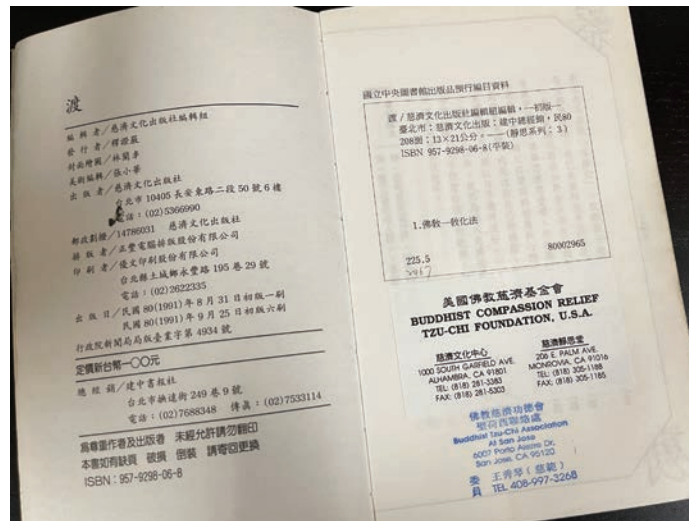 渡
編輯者/慈濟文化出版社編輯組
發行者/釋證嚴
封面繪圖/林蘭季
美術編輯/張小華
出版者/慈濟文化出版社
台北市 10405 長安東路二段 50 號 6 樓
電話:(02)5366990
郵政劃撥/14786031 慈濟文化出版社
排版者/正豐電腦排版股份有限公司
印刷者/優文印刷股份有限公司
台北縣土城鄉永豐路 195 巷 29 號
電話:(02)2622335
出版日/民國 80(1991)年 8 月 31 日初版一刷
民國 80(1991)年 9 月 25 日初版六刷
行政院新聞局局版臺業字第 4934 號
定價新台幣一〇〇元
總經銷/建中書報社
台北市撫遠街 249 巷 9 號
電話:(02)7688348 傳真:(02)7533114
為尊重作者及出版者 未經允許請勿翻印
本書如有缺頁 破損 倒裝 請寄回更換
ISBN:957-9298-06-8
國立中央圖書館出版品預行編目資料
渡/慈濟文化出版社編輯組編輯,—初版—
臺北市:慈濟文化出版:建中總經銷,民80
208面;13×21公分,——(靜思系列;3)
ISBN 957-9298-06-8(平裝)
1.佛教—教化法
225.5 80002965
美國佛教慈濟基金會
BUDDHIST COMPASSION RELIEF
TZU-CHI FOUNDATION, U.S.A.
慈濟文化中心
1000 SOUTH GARFIELD AVE.
ALHAMBRA, CA 91801
TEL: (818) 281-3383
FAX: (818) 281-5303
慈濟靜思堂
206 E. PALM AVE.
MONROVIA, CA 91016
TEL: (818) 305-1188
FAX: (818) 305-1185
佛教慈濟功德會
聖荷西聯絡處
Buddhist Tzu-Chi Association
At San Jose
6007 Porto Alegre Dr.
San Jose, CA 95120
委員 王秀琴(慈範)
TEL 408-997-3268